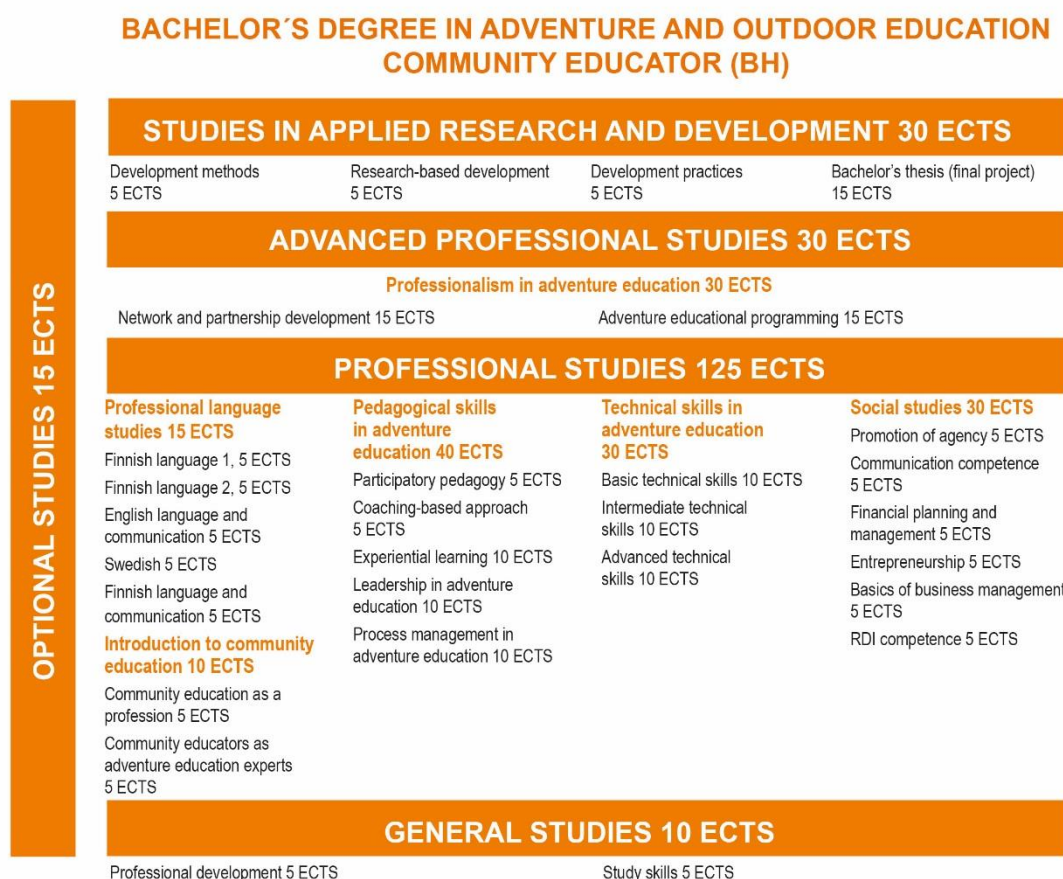 BACHELOR´S DEGREE IN ADVENTURE AND OUTDOOR EDUCATION
COMMUNITY EDUCATOR (BH)
OPTIONAL STUDIES 15 ECTS
STUDIES IN APPLIED RESEARCH AND DEVELOPMENT 30 ECTS
Development methods
5 ECTS
Research-based development
5 ECTS
Development practices
5 ECTS
Bachelor’s thesis (final project)
15 ECTS
ADVANCED PROFESSIONAL STUDIES 30 ECTS
Professionalism in adventure education 30 ECTS
Network and partnership development 15 ECTS
Adventure educational programming 15 ECTS
PROFESSIONAL STUDIES 125 ECTS
Professional language
studies 15 ECTS
Finnish language 1, 5 ECTS
Finnish language 2, 5 ECTS
English language and
communication 5 ECTS
Swedish 5 ECTS
Finnish language and
communication 5 ECTS
Introduction to community
education 10 ECTS
Community education as a
profession 5 ECTS
Community educators as
adventure education experts
5 ECTS
Pedagogical skills
in adventure
education 40 ECTS
Participatory pedagogy 5 ECTS
Coaching-based approach
5 ECTS
Experiential learning 10 ECTS
Leadership in adventure
education 10 ECTS
Process management in
adventure education 10 ECTS
Technical skills in
adventure education
30 ECTS
Basic technical skills 10 ECTS
Intermediate technical
skills 10 ECTS
Advanced technical
skills 10 ECTS
Social studies 30 ECTS
Promotion of agency 5 ECTS
Communication competence
5 ECTS
Financial planning and
management 5 ECTS
Entrepreneurship 5 ECTS
Basics of business management
5 ECTS
RDI competence 5 ECTS
GENERAL STUDIES 10 ECTS
Professional development 5 ECTS
Study skills 5 ECTS